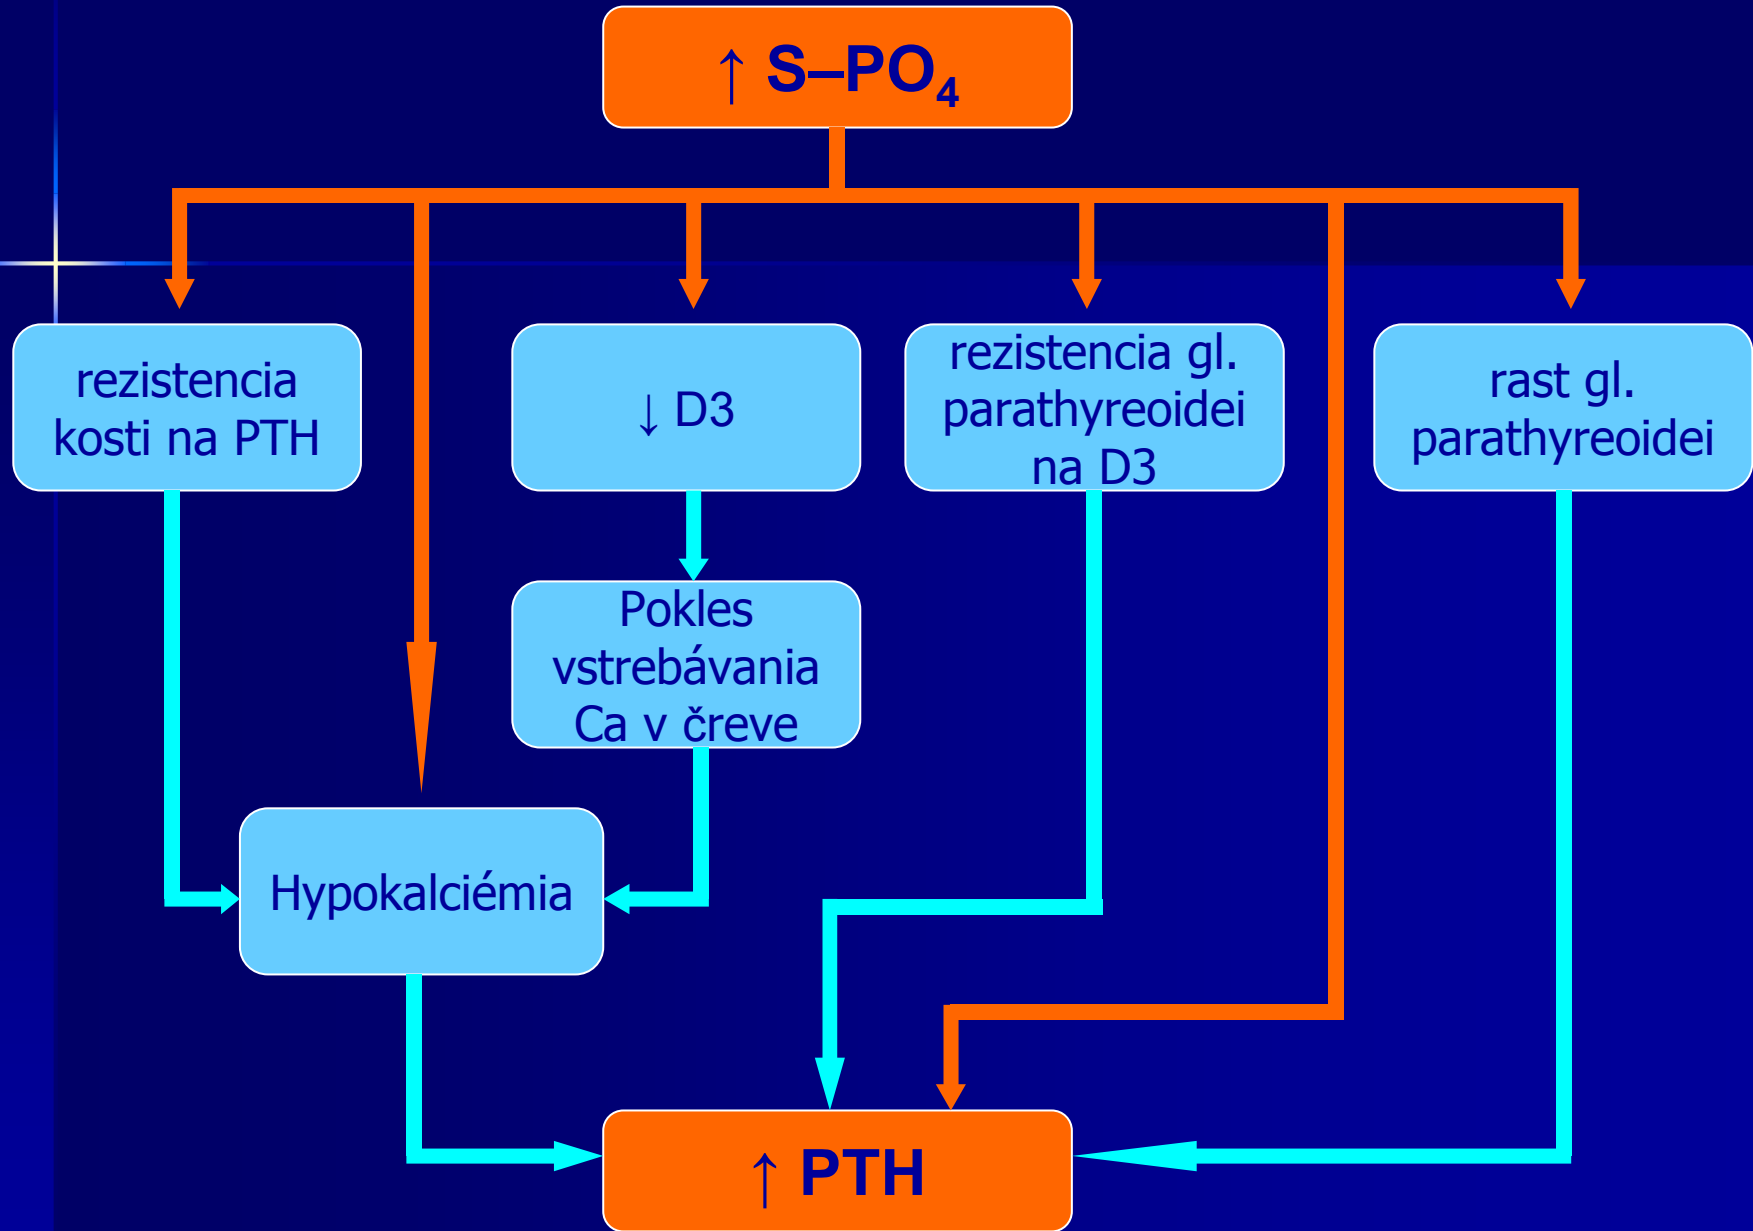 ↑ S–PO₄
rezistencia
kosti na PTH
↓ D3
rezistencia gl.
parathyreoidei
na D3
rast gl.
parathyreoidei
Pokles
vstrebávania
Ca v čreve
Hypokalciémia
↑ PTH